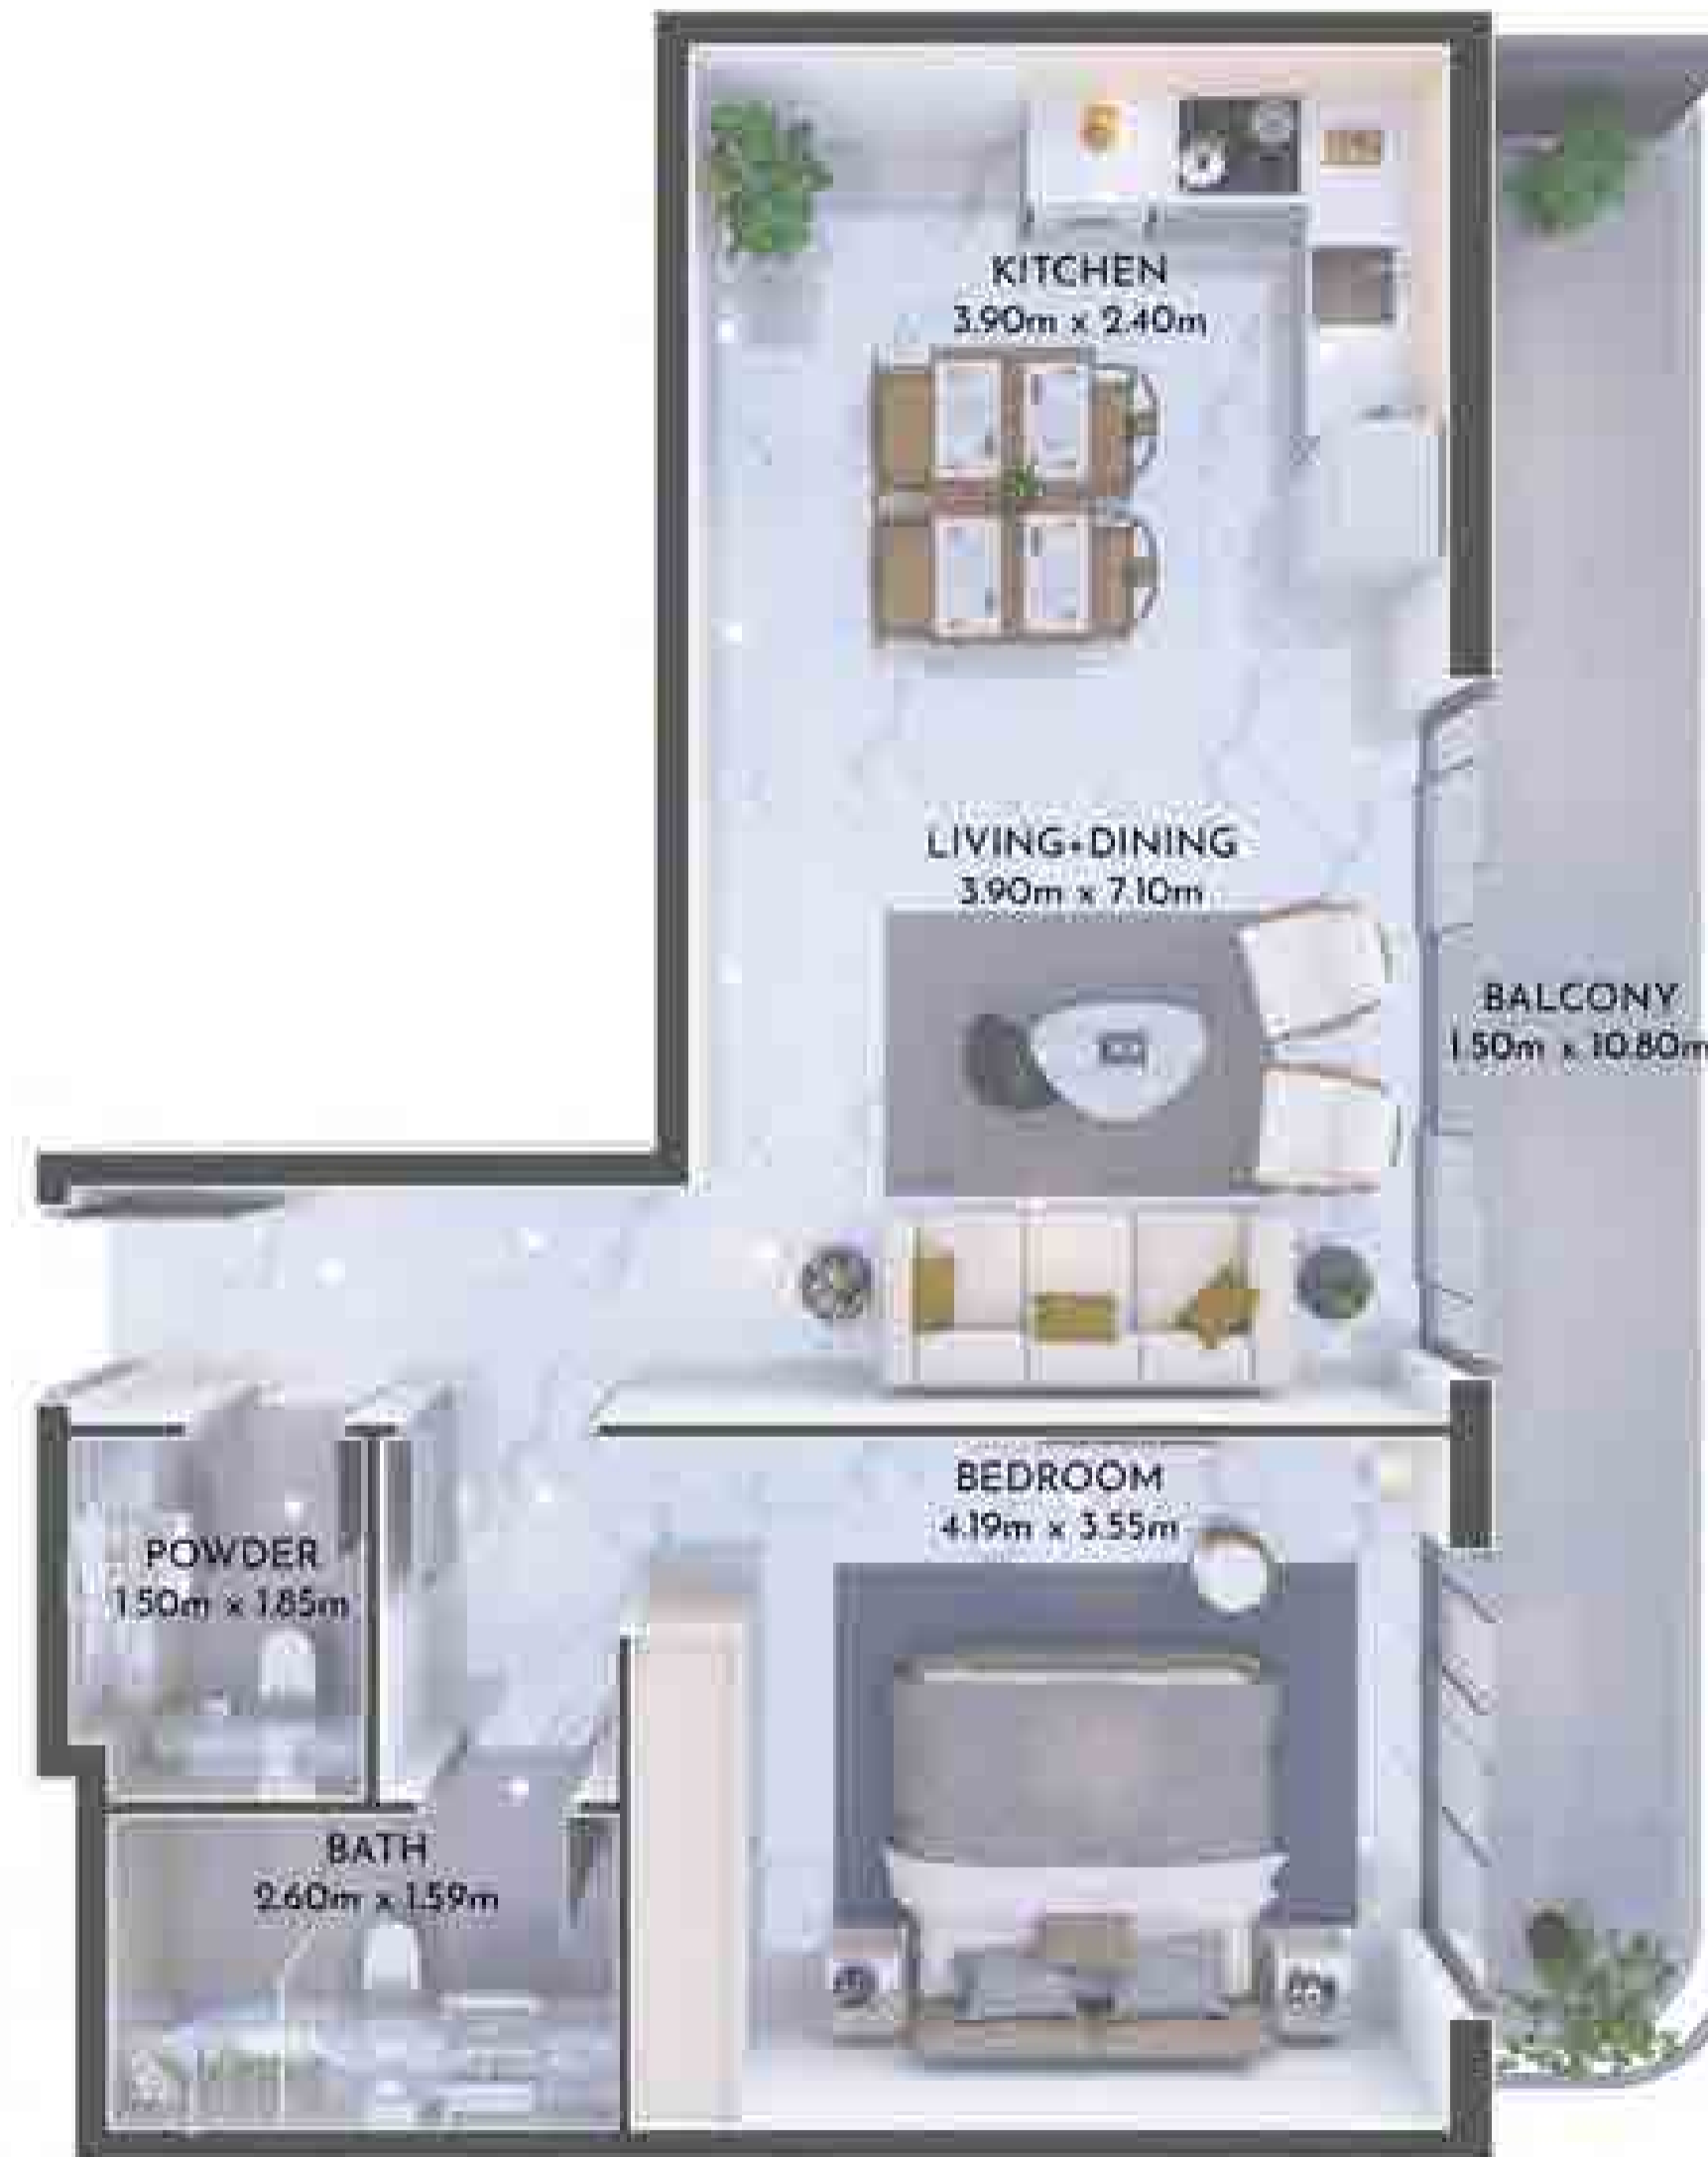 KITCHEN
3.90m x 2.40m
LIVING+DINING
3.90m x 7.10m
BALCONY
1.50m x 10.80m
BEDROOM
4.19m x 3.55m
POWDER
1.50m x 1.85m
BATH
2.60m x 1.59m